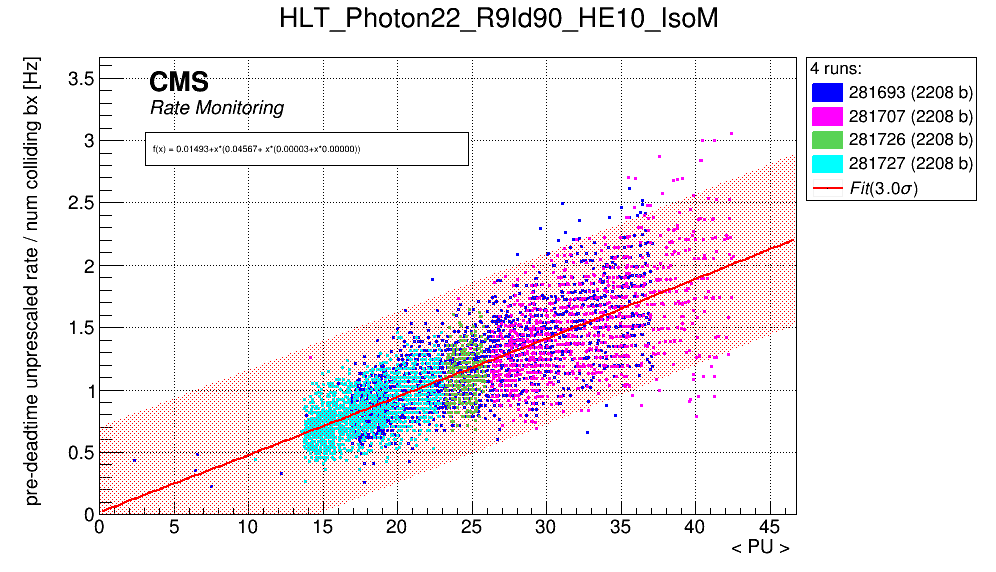 HLT_Photon22_R9Id90_HE10_IsoM
pre-deadtime unprescaled rate / num colliding bx [Hz]
3.5
3
2.5
2
1.5
1
0.5
0
CMS
Rate Monitoring
f(x) = 0.01493+x*(0.04567+ x*(0.00003+x*0.00000))
0 5 10 15 20 25 30 35 40 45
< PU >
4 runs:
281693 (2208 b)
281707 (2208 b)
281726 (2208 b)
281727 (2208 b)
Fit(3.0σ)